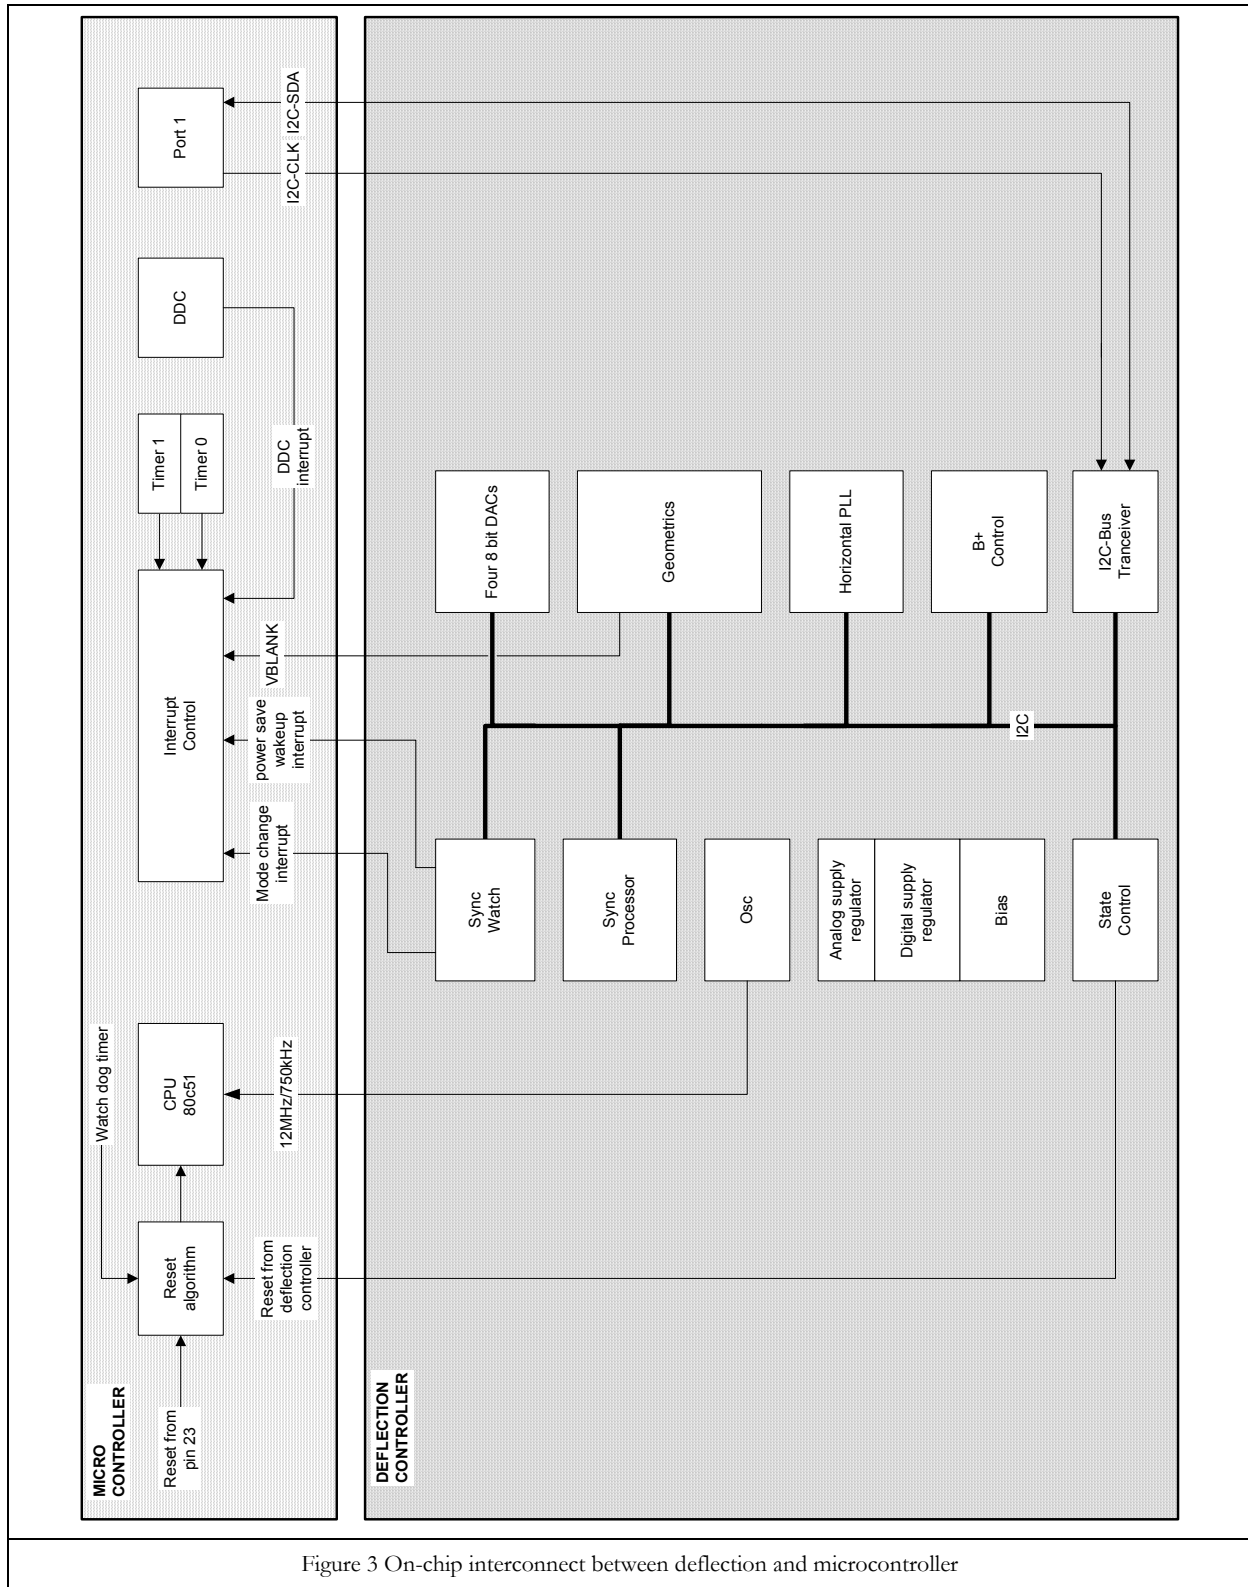 MICRO
CONTROLLER
Reset from
pin 23
Reset
algorithm
Watch dog timer
Reset from
deflection
controller
CPU
80c51
12MHz/750kHz
Interrupt
Control
Mode change
interrupt
power save
wakeup
interrupt
VBLANK
DDC
interrupt
Timer 1
Timer 0
DDC
Port 1
I2C-CLK
I2C-SDA
DEFLECTION
CONTROLLER
Sync
Watch
Sync
Processor
Osc
Analog supply
regulator
Digital supply
regulator
Bias
State
Control
I2C
Four 8 bit DACs
Geometrics
Horizontal PLL
B+
Control
I2C-Bus
Tranceiver
Figure 3 On-chip interconnect between deflection and microcontroller